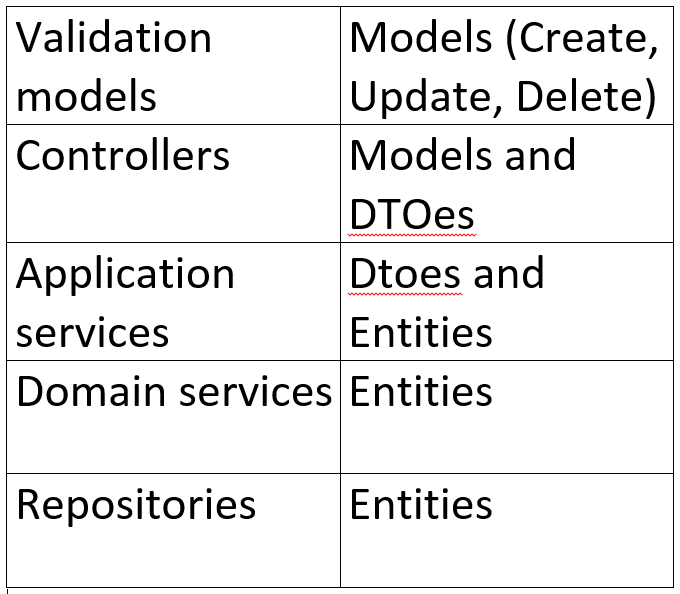 Validation
models
Models (Create,
Update, Delete)
Controllers
Models and
DTOes
Application
services
Dtoes and
Entities
Domain services
Entities
Repositories
Entities